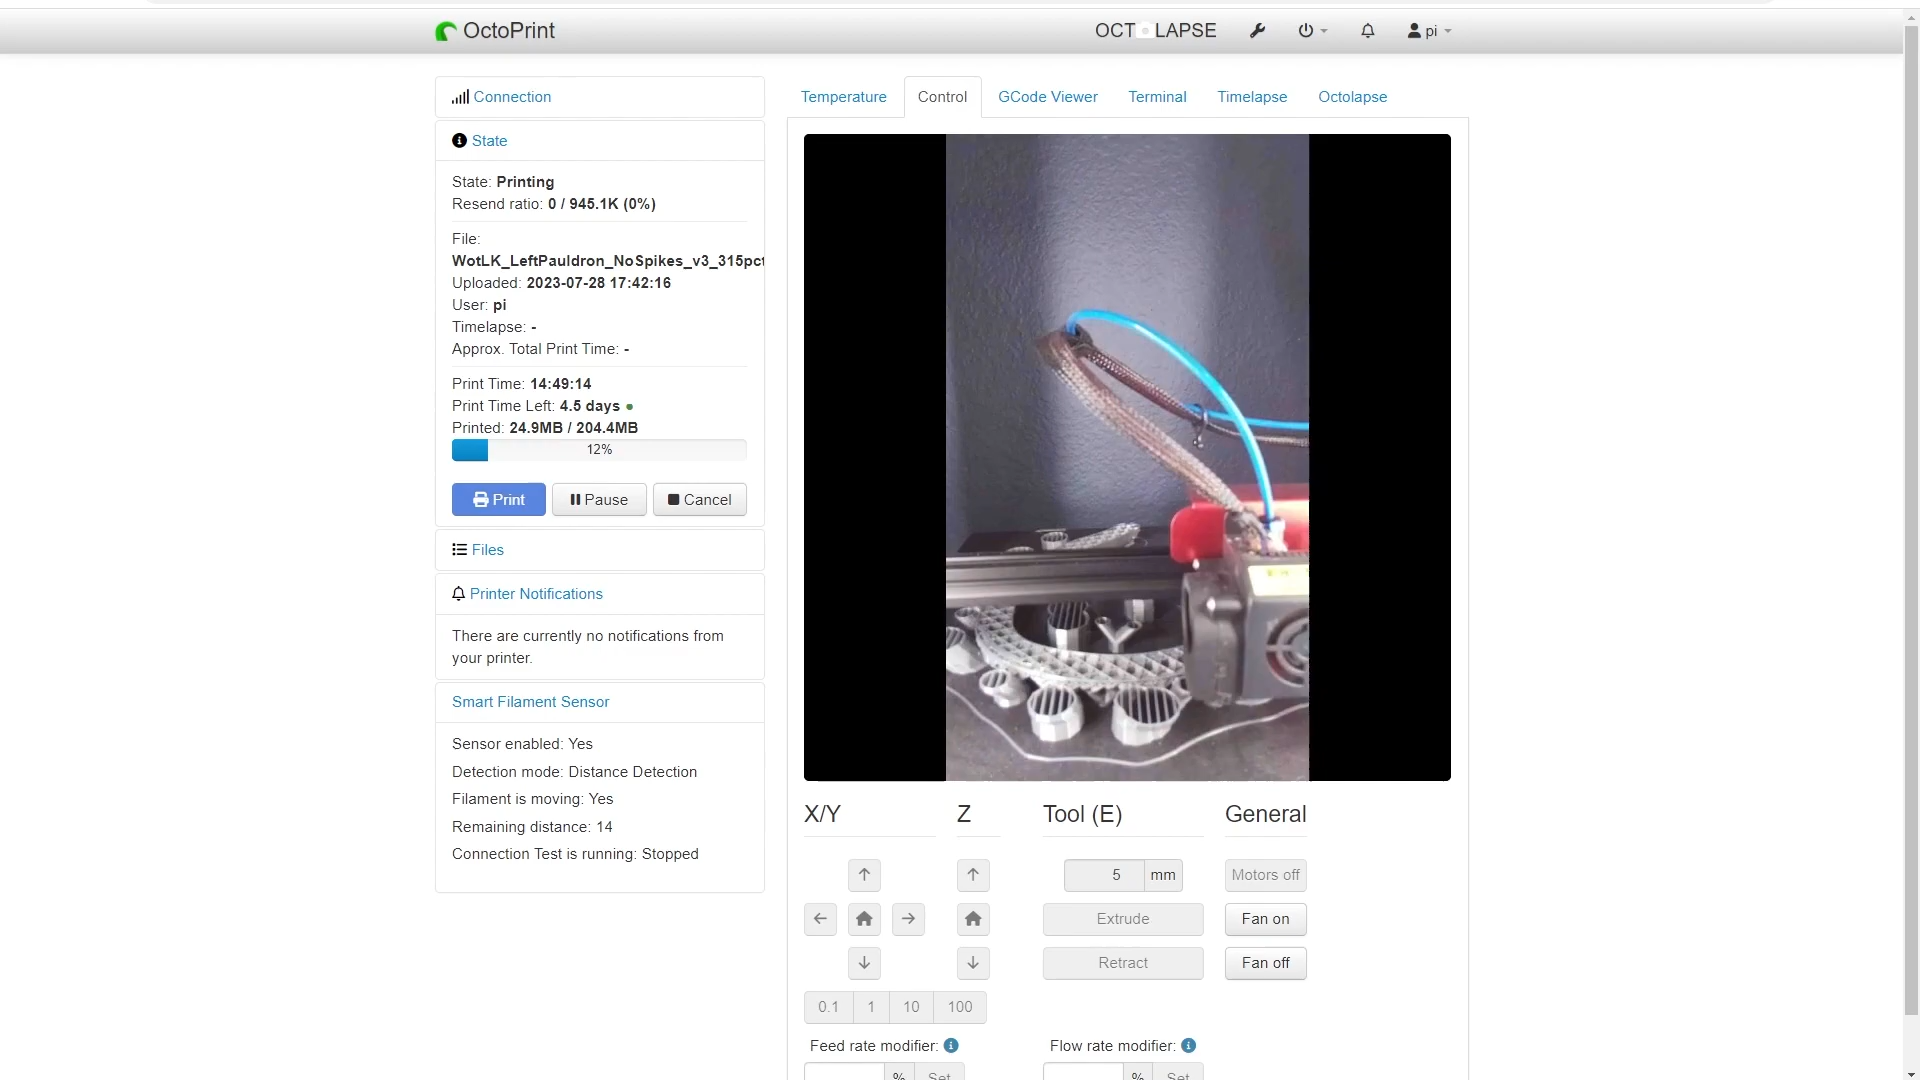 OctoPrint
OCTOLAPSE
pi
Connection
State
State: Printing
Resend ratio: 0 / 945.1K (0%)
File:
WotLK_LeftPauldron_NoSpikes_v3_315pct
Uploaded: 2023-07-28 17:42:16
User: pi
Timelapse: -
Approx. Total Print Time: -
Print Time: 14:49:14
Print Time Left: 4.5 days
Printed: 24.9MB / 204.4MB
12%
Print Pause Cancel
Files
Printer Notifications
There are currently no notifications from
your printer.
Smart Filament Sensor
Sensor enabled: Yes
Detection mode: Distance Detection
Filament is moving: Yes
Remaining distance: 14
Connection Test is running: Stopped
Temperature Control GCode Viewer Terminal Timelapse Octolapse
X/Y Z Tool (E) General
5 mm Motors off
Extrude Fan on
Retract Fan off
0.1 1 10 100
Feed rate modifier: Flow rate modifier:
% Set % Set